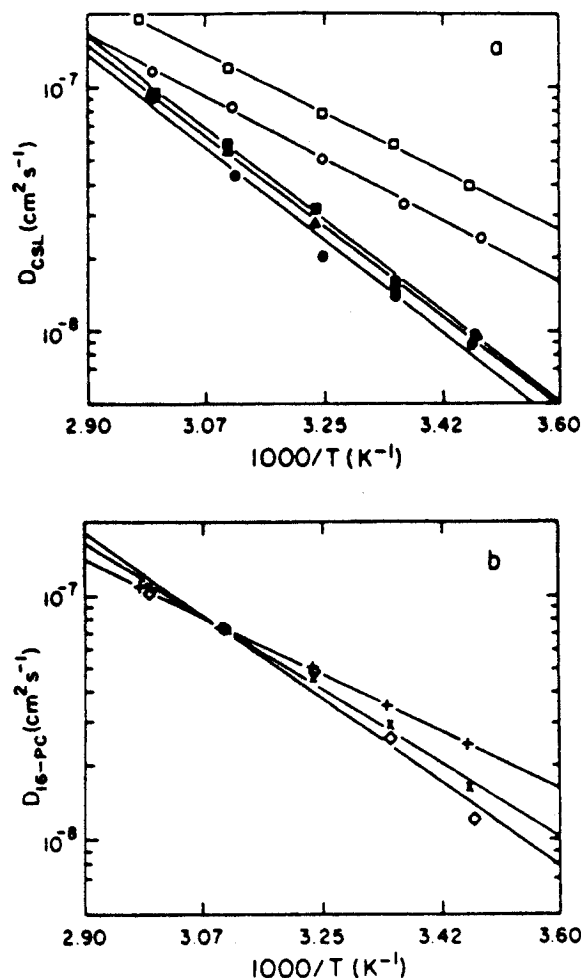 a
10⁻⁷
10⁻⁸
D_CSL (cm² s⁻¹)
2.90 3.07 3.25 3.42 3.60
1000/T (K⁻¹)
b
10⁻⁷
10⁻⁸
D_16-PC (cm² s⁻¹)
2.90 3.07 3.25 3.42 3.60
1000/T (K⁻¹)